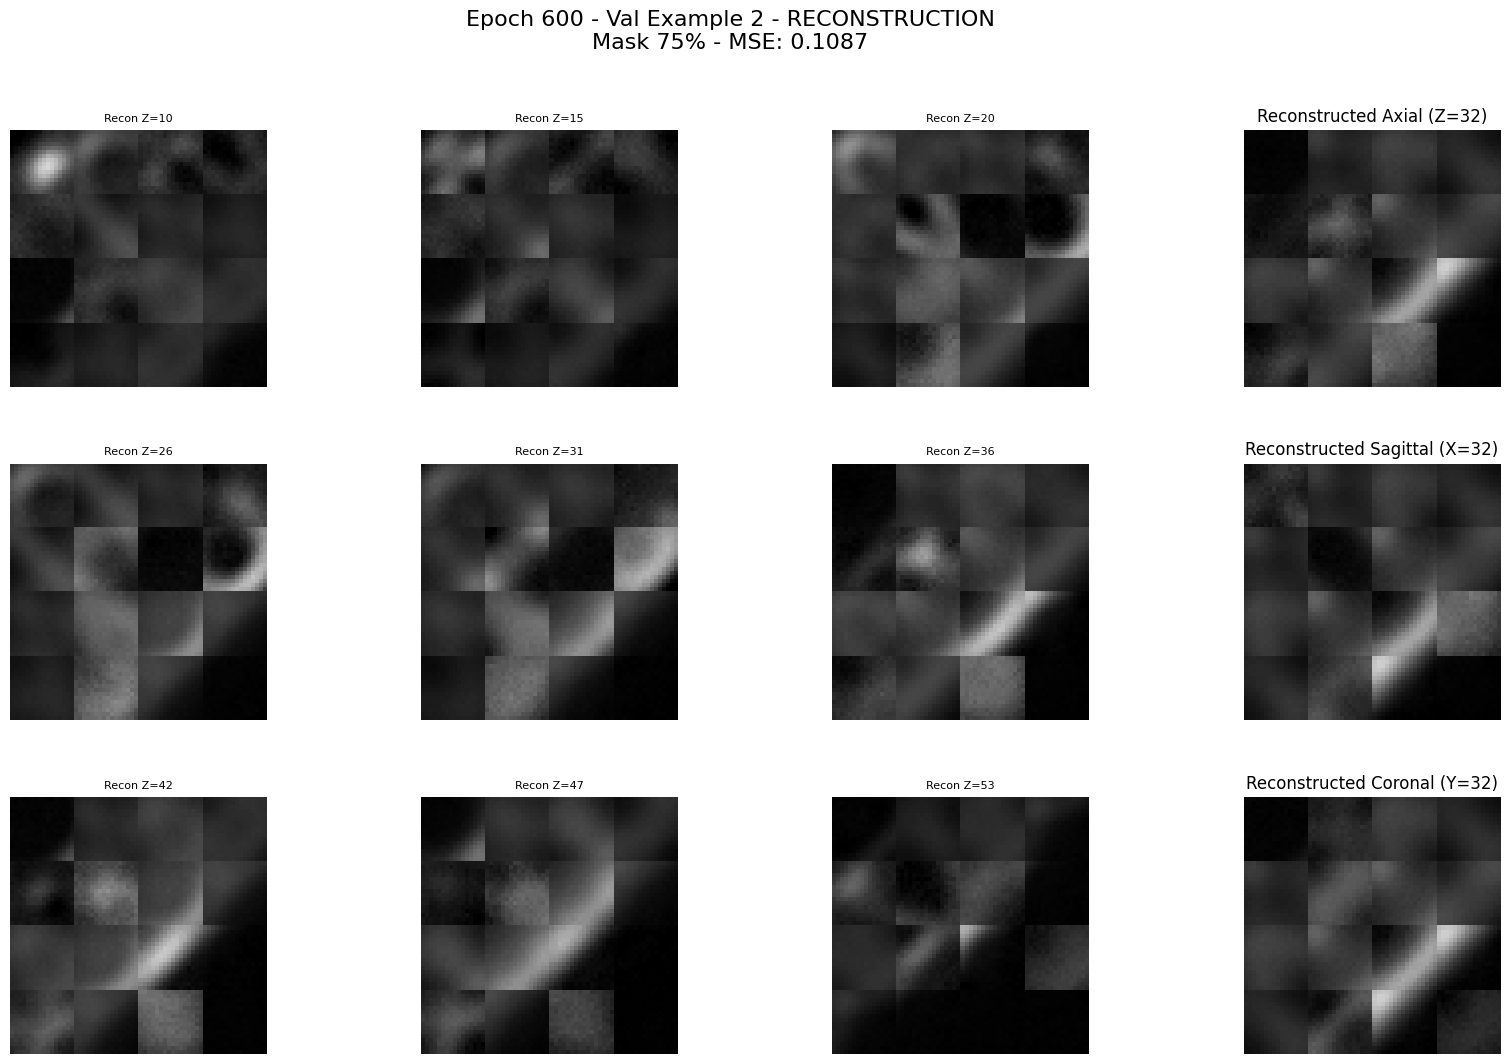 Epoch 600 - Val Example 2 - RECONSTRUCTION
Mask 75% - MSE: 0.1087
Recon Z=10
Recon Z=15
Recon Z=20
Reconstructed Axial (Z=32)
Recon Z=26
Recon Z=31
Recon Z=36
Reconstructed Sagittal (X=32)
Recon Z=42
Recon Z=47
Recon Z=53
Reconstructed Coronal (Y=32)